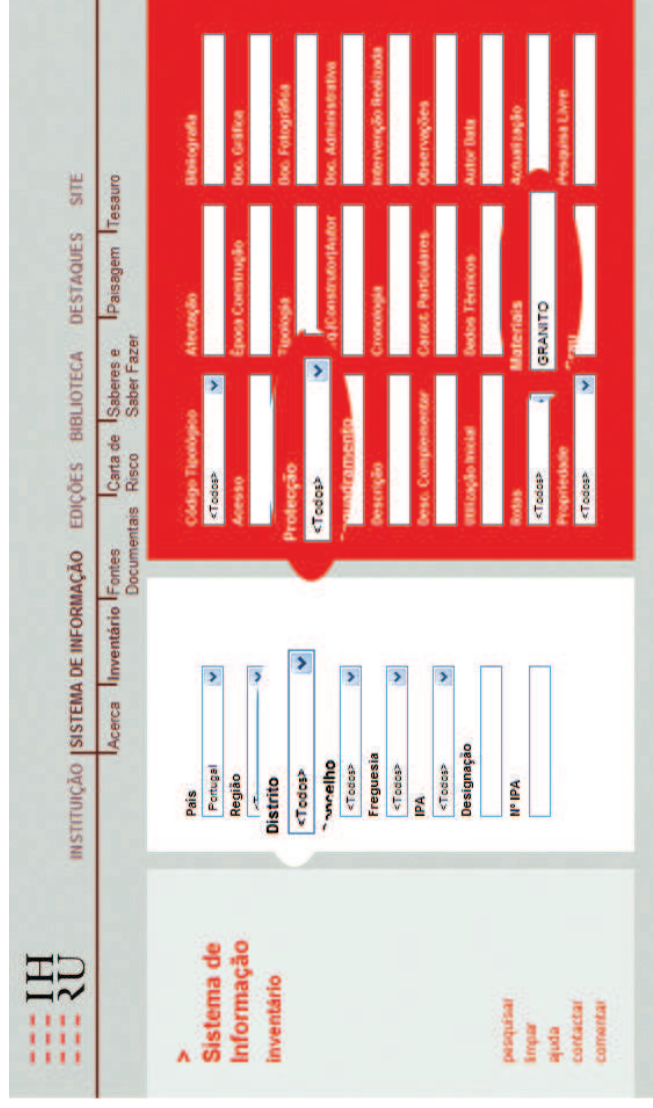 IH
RU
INSTITUIÇÃO
SISTEMA DE INFORMAÇÃO
EDIÇÕES
BIBLIOTECA
DESTAQUES
SITE
Acerca
Inventário
Fontes
Documentais
Carta de
Risco
Saberes e
Saber Fazer
Paisagem
Tesauro
>
Sistema de
Informação
inventário
pesquisar
limpar
ajuda
contactar
comentar
País
Portugal
Região
Distrito
<Todos>
<Todos>
Freguesia
<Todos>
IPA
<Todos>
Designação
Nº IPA
Código Tipológico
<Todos>
Acesso
Protecção
<Todos>
Descrição
Desc. Complementar
Utilização Inicial
Rotas
<Todos>
Propriedade
<Todos>
Afectação
Época Construção
Tipologia
Cronologia
Caract. Particulares
Dados Técnicos
Materiais
GRANITO
Bibliografia
Doc. Gráfica
Doc. Fotográfica
Doc. Administrativa
Intervenção Realizada
Observações
Autor Data
Actualização
Pesquisa Livre